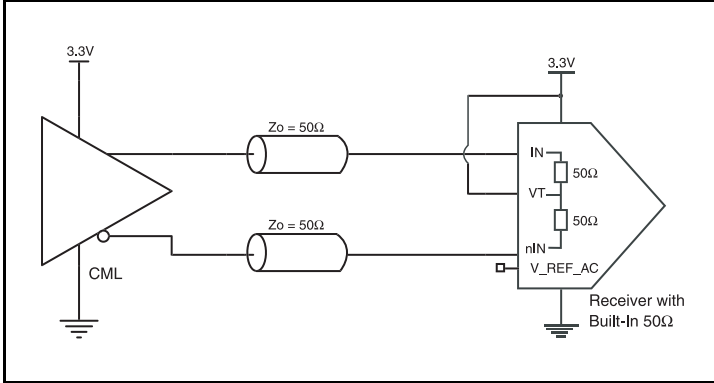 3.3V
3.3V
Zo = 50Ω
IN
50Ω
VT
50Ω
Zo = 50Ω
nIN
V_REF_AC
CML
Receiver with
Built-In 50Ω